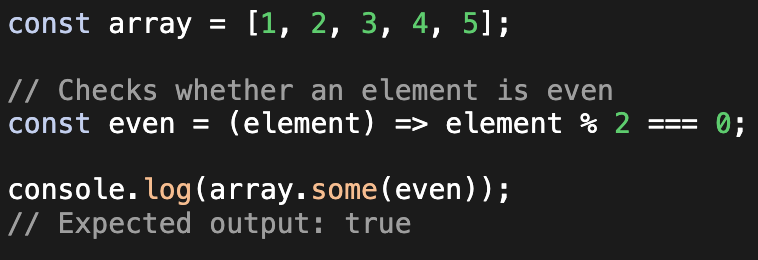 const array = [1, 2, 3, 4, 5];
// Checks whether an element is even
const even = (element) => element % 2 === 0;
console.log(array.some(even));
// Expected output: true